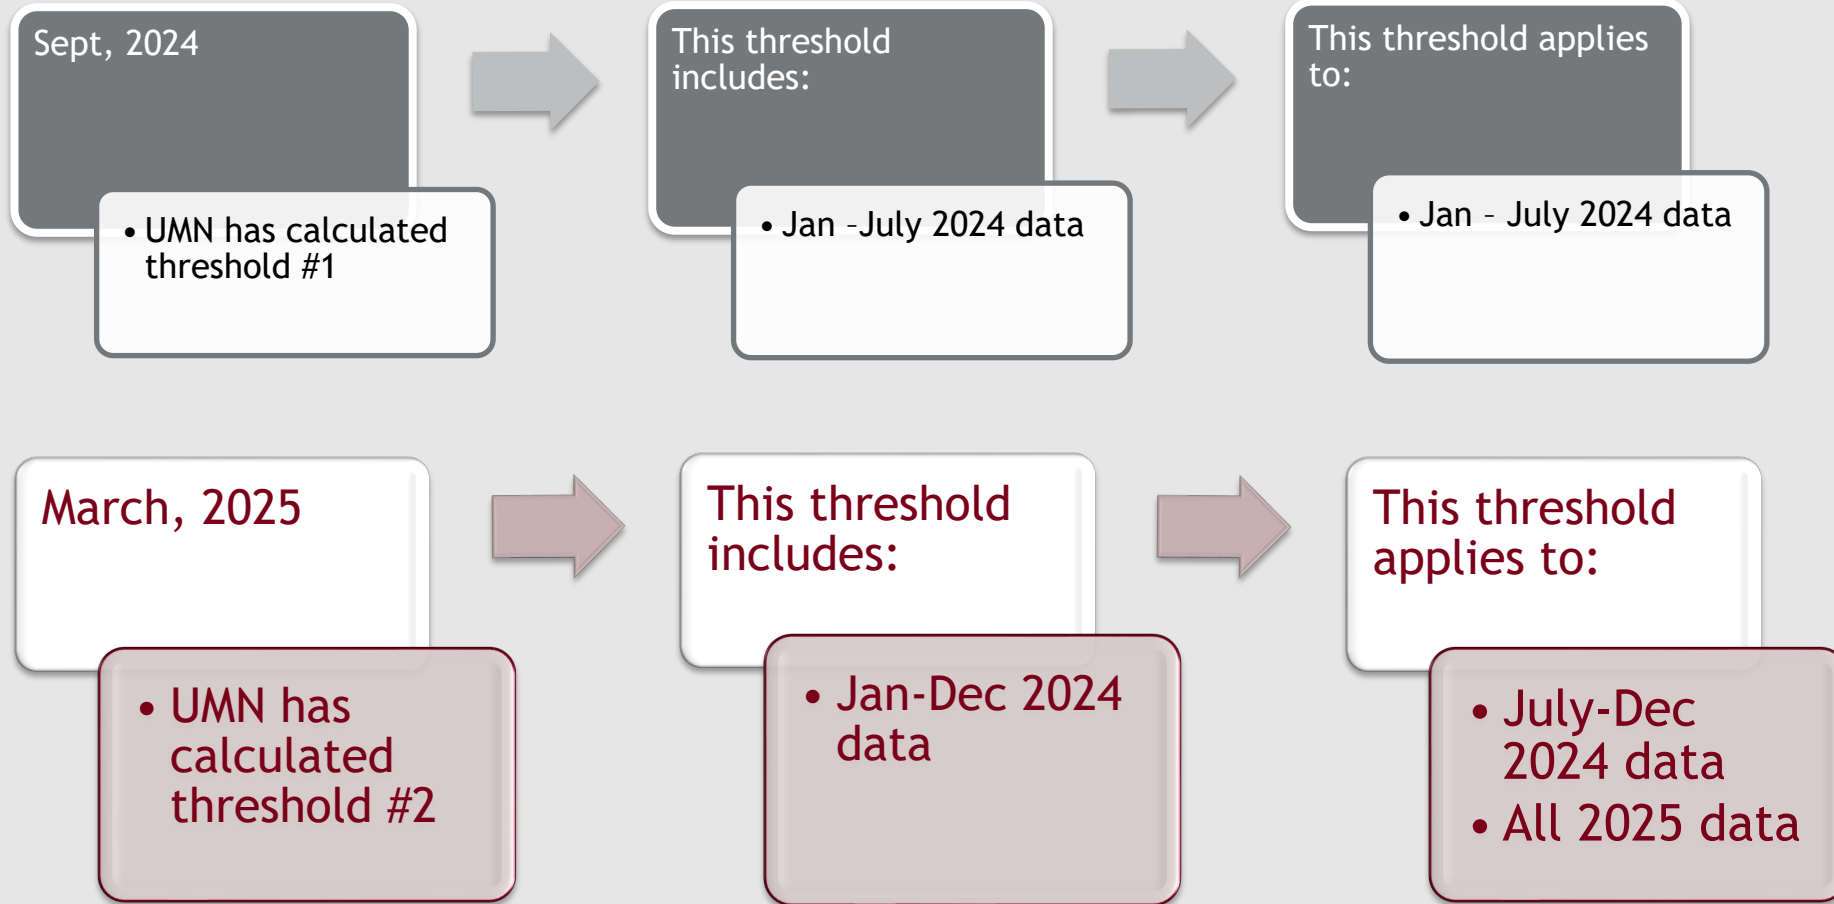 Sept, 2024
• UMN has calculated
threshold #1
This threshold
includes:
• Jan -July 2024 data
This threshold applies
to:
• Jan – July 2024 data
March, 2025
• UMN has
calculated
threshold #2
This threshold
includes:
• Jan-Dec 2024
data
This threshold
applies to:
• July-Dec
2024 data
• All 2025 data